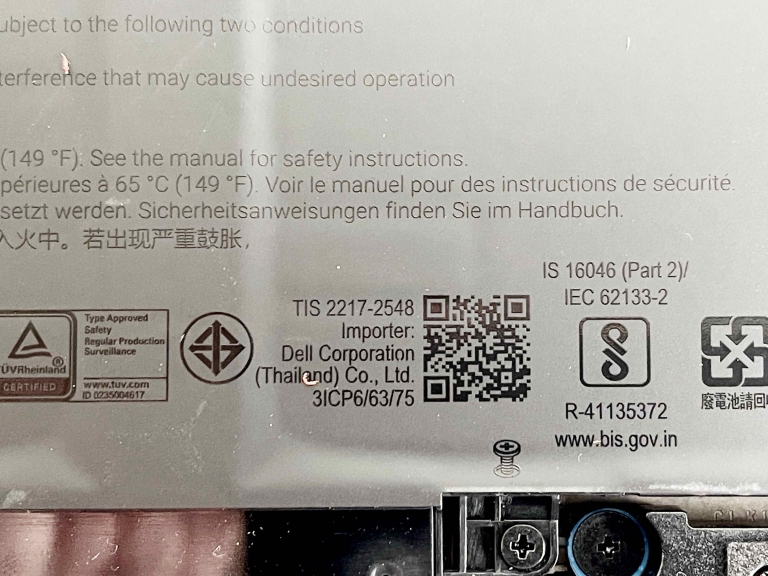 ubject to the following two conditions
terference that may cause undesired operation
(149 °F). See the manual for safety instructions.
périeures à 65 °C (149 °F). Voir le manuel pour des instructions de sécurité.
setzt werden. Sicherheitsanweisungen finden Sie im Handbuch.
入火中。若出现严重鼓胀，
IS 16046 (Part 2)/
IEC 62133-2
TÜVRheinland
®
CERTIFIED
Type Approved
Safety
Regular Production
Surveillance
www.tuv.com
ID 0235004617
TIS 2217-2548
Importer:
Dell Corporation
(Thailand) Co., Ltd.
3ICP6/63/75
R-41135372
www.bis.gov.in
廢電池請回